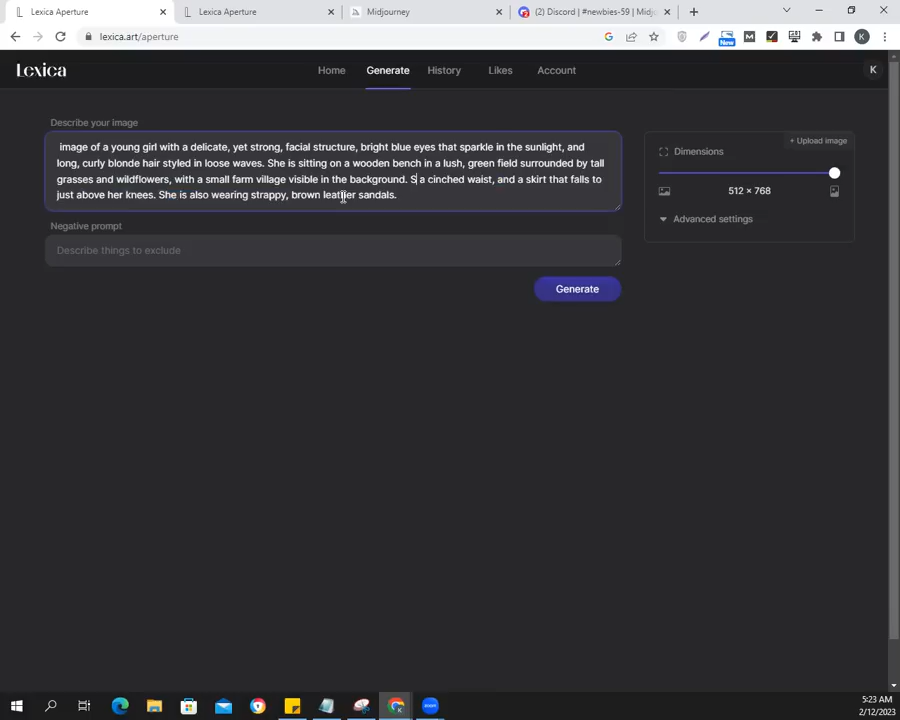 Lexica Aperture
Lexica Aperture
Midjourney
(2) Discord | #newbies-59 | Midj
lexica.art/aperture
New
K
Lexica
Home
Generate
History
Likes
Account
K
Describe your image
image of a young girl with a delicate, yet strong, facial structure, bright blue eyes that sparkle in the sunlight, and
long, curly blonde hair styled in loose waves. She is sitting on a wooden bench in a lush, green field surrounded by tall
grasses and wildflowers, with a small farm village visible in the background. S a cinched waist, and a skirt that falls to
just above her knees. She is also wearing strappy, brown leather sandals.
+ Upload image
Dimensions
512 × 768
Advanced settings
Negative prompt
Describe things to exclude
Generate
5:23 AM
2/12/2023